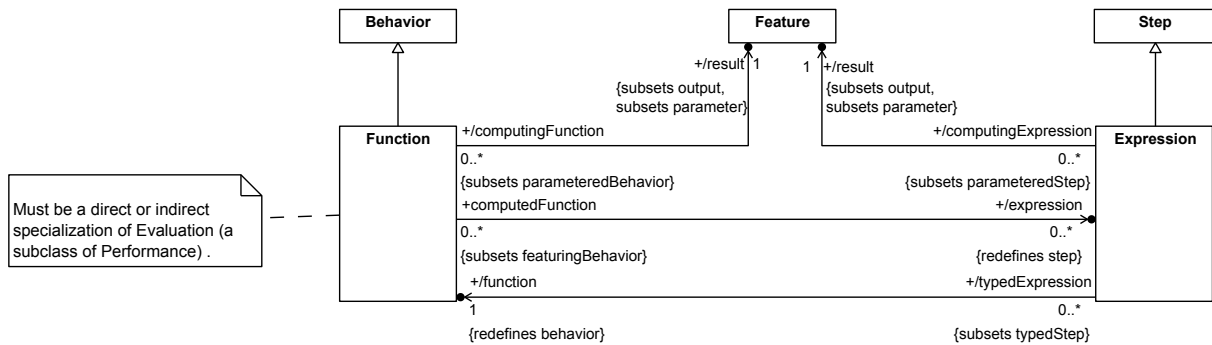 Behavior
Feature
Step
+/result 1
1 +/result
{subsets output,
subsets parameter}
{subsets output,
subsets parameter}
Function
+/computingFunction
+/computingExpression
Expression
0..*
0..*
{subsets parameteredBehavior}
{subsets parameteredStep}
+computedFunction
+/expression
0..*
0..*
{subsets featuringBehavior}
{redefines step}
+/function
+/typedExpression
1
0..*
{redefines behavior}
{subsets typedStep}
Must be a direct or indirect
specialization of Evaluation (a
subclass of Performance) .